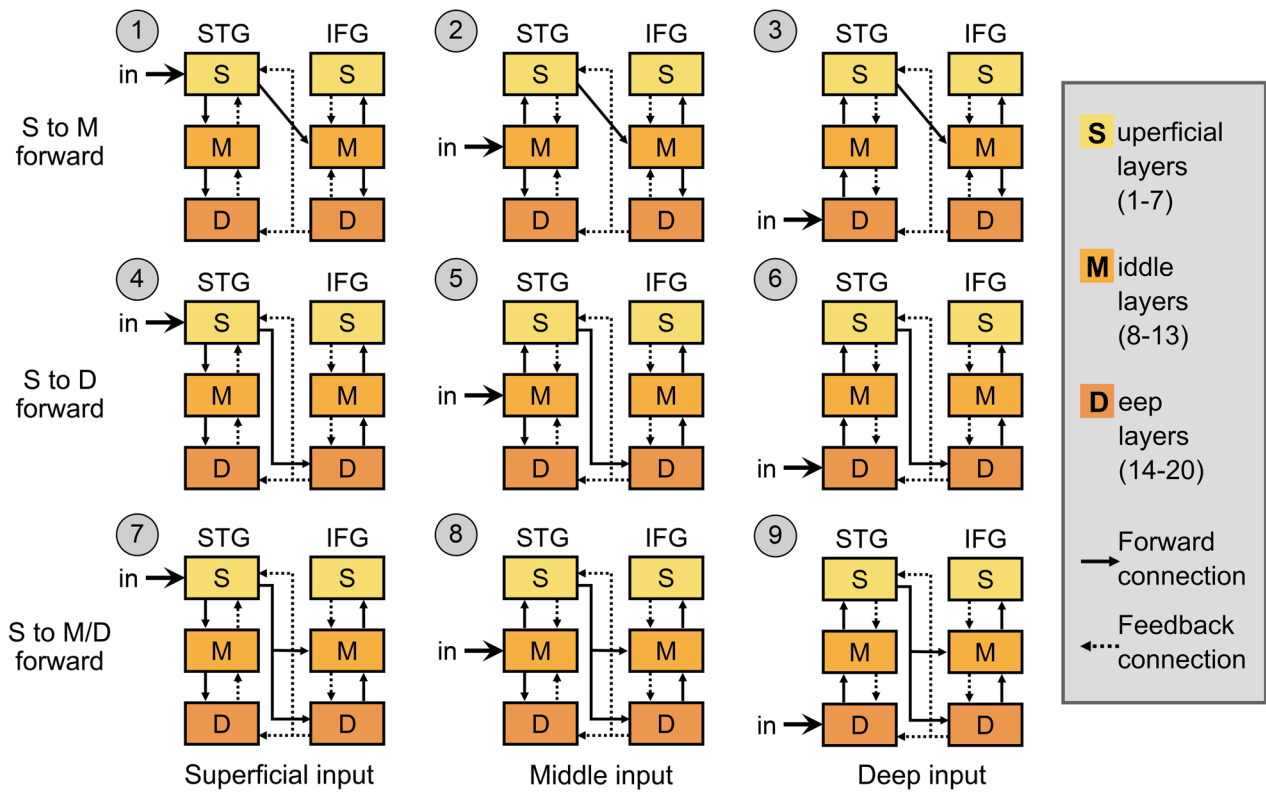 1 STG IFG
in S S
M M
D D
2 STG IFG
S S
in M M
D D
3 STG IFG
S S
M M
in D D
S to M
forward
4 STG IFG
in S S
M M
D D
5 STG IFG
S S
in M M
D D
6 STG IFG
S S
M M
in D D
S to D
forward
7 STG IFG
in S S
M M
D D
8 STG IFG
S S
in M M
D D
9 STG IFG
S S
M M
in D D
S to M/D
forward
Superficial input
Middle input
Deep input
S uperficial
layers
(1-7)
M iddle
layers
(8-13)
D eep
layers
(14-20)
Forward
connection
Feedback
connection